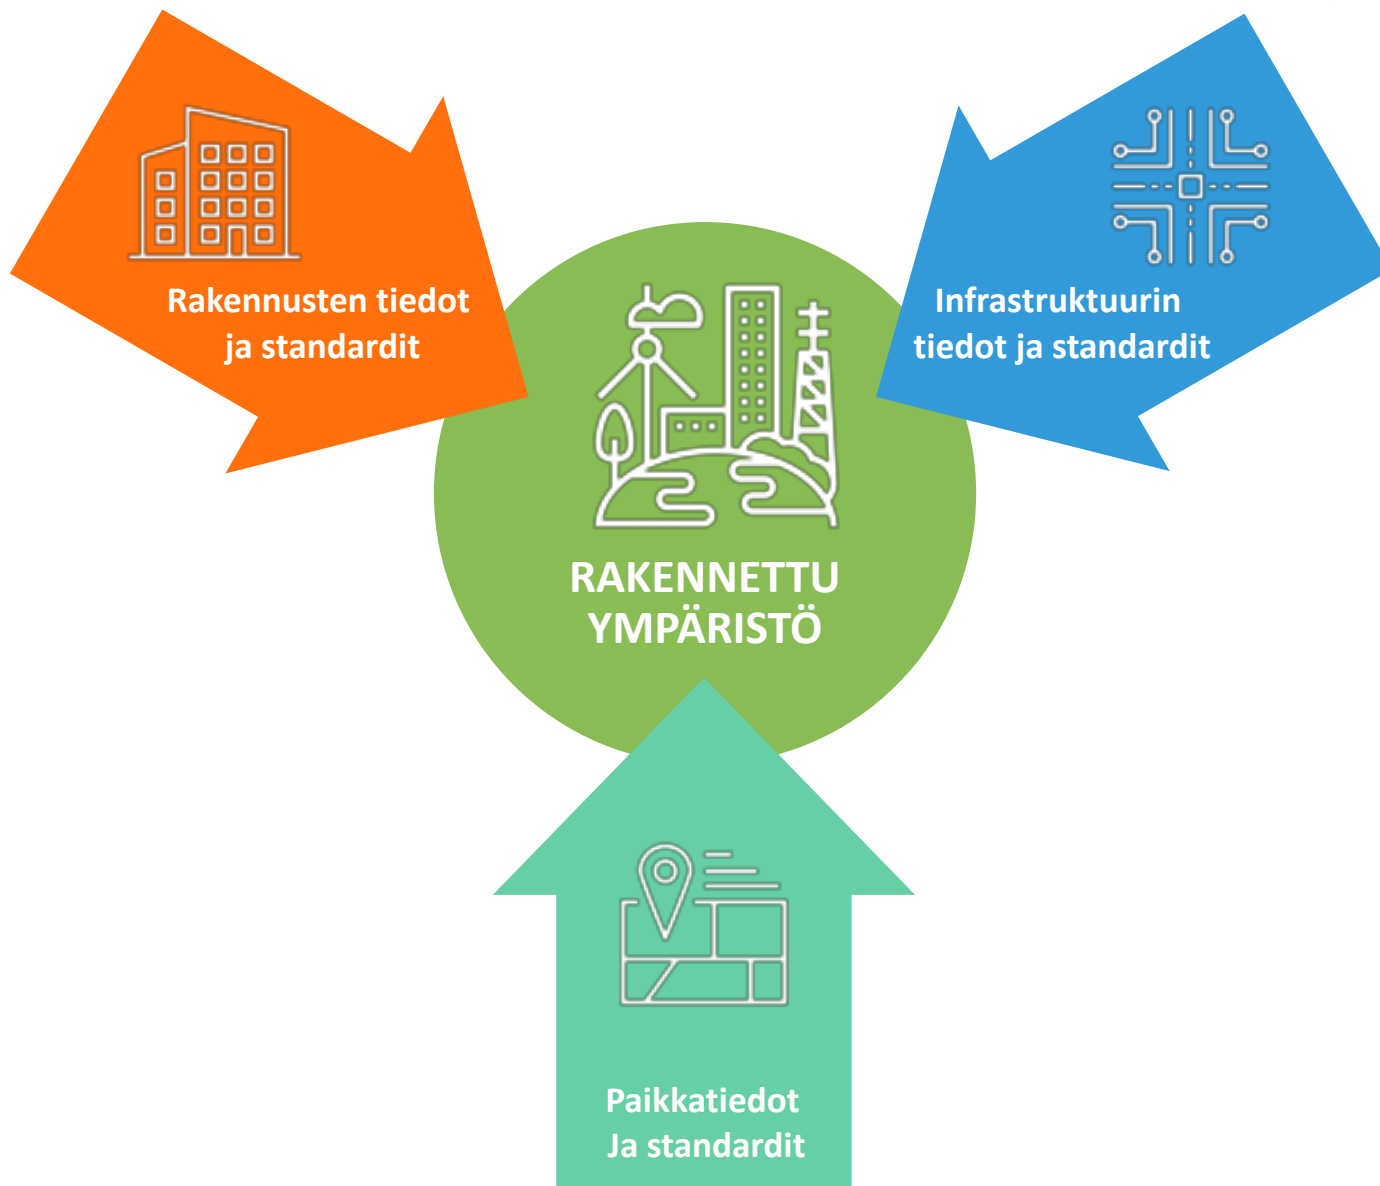 Rakennusten tiedot
ja standardit
Infrastruktuurin
tiedot ja standardit
RAKENNETTU
YMPÄRISTÖ
Paikkatiedot
Ja standardit